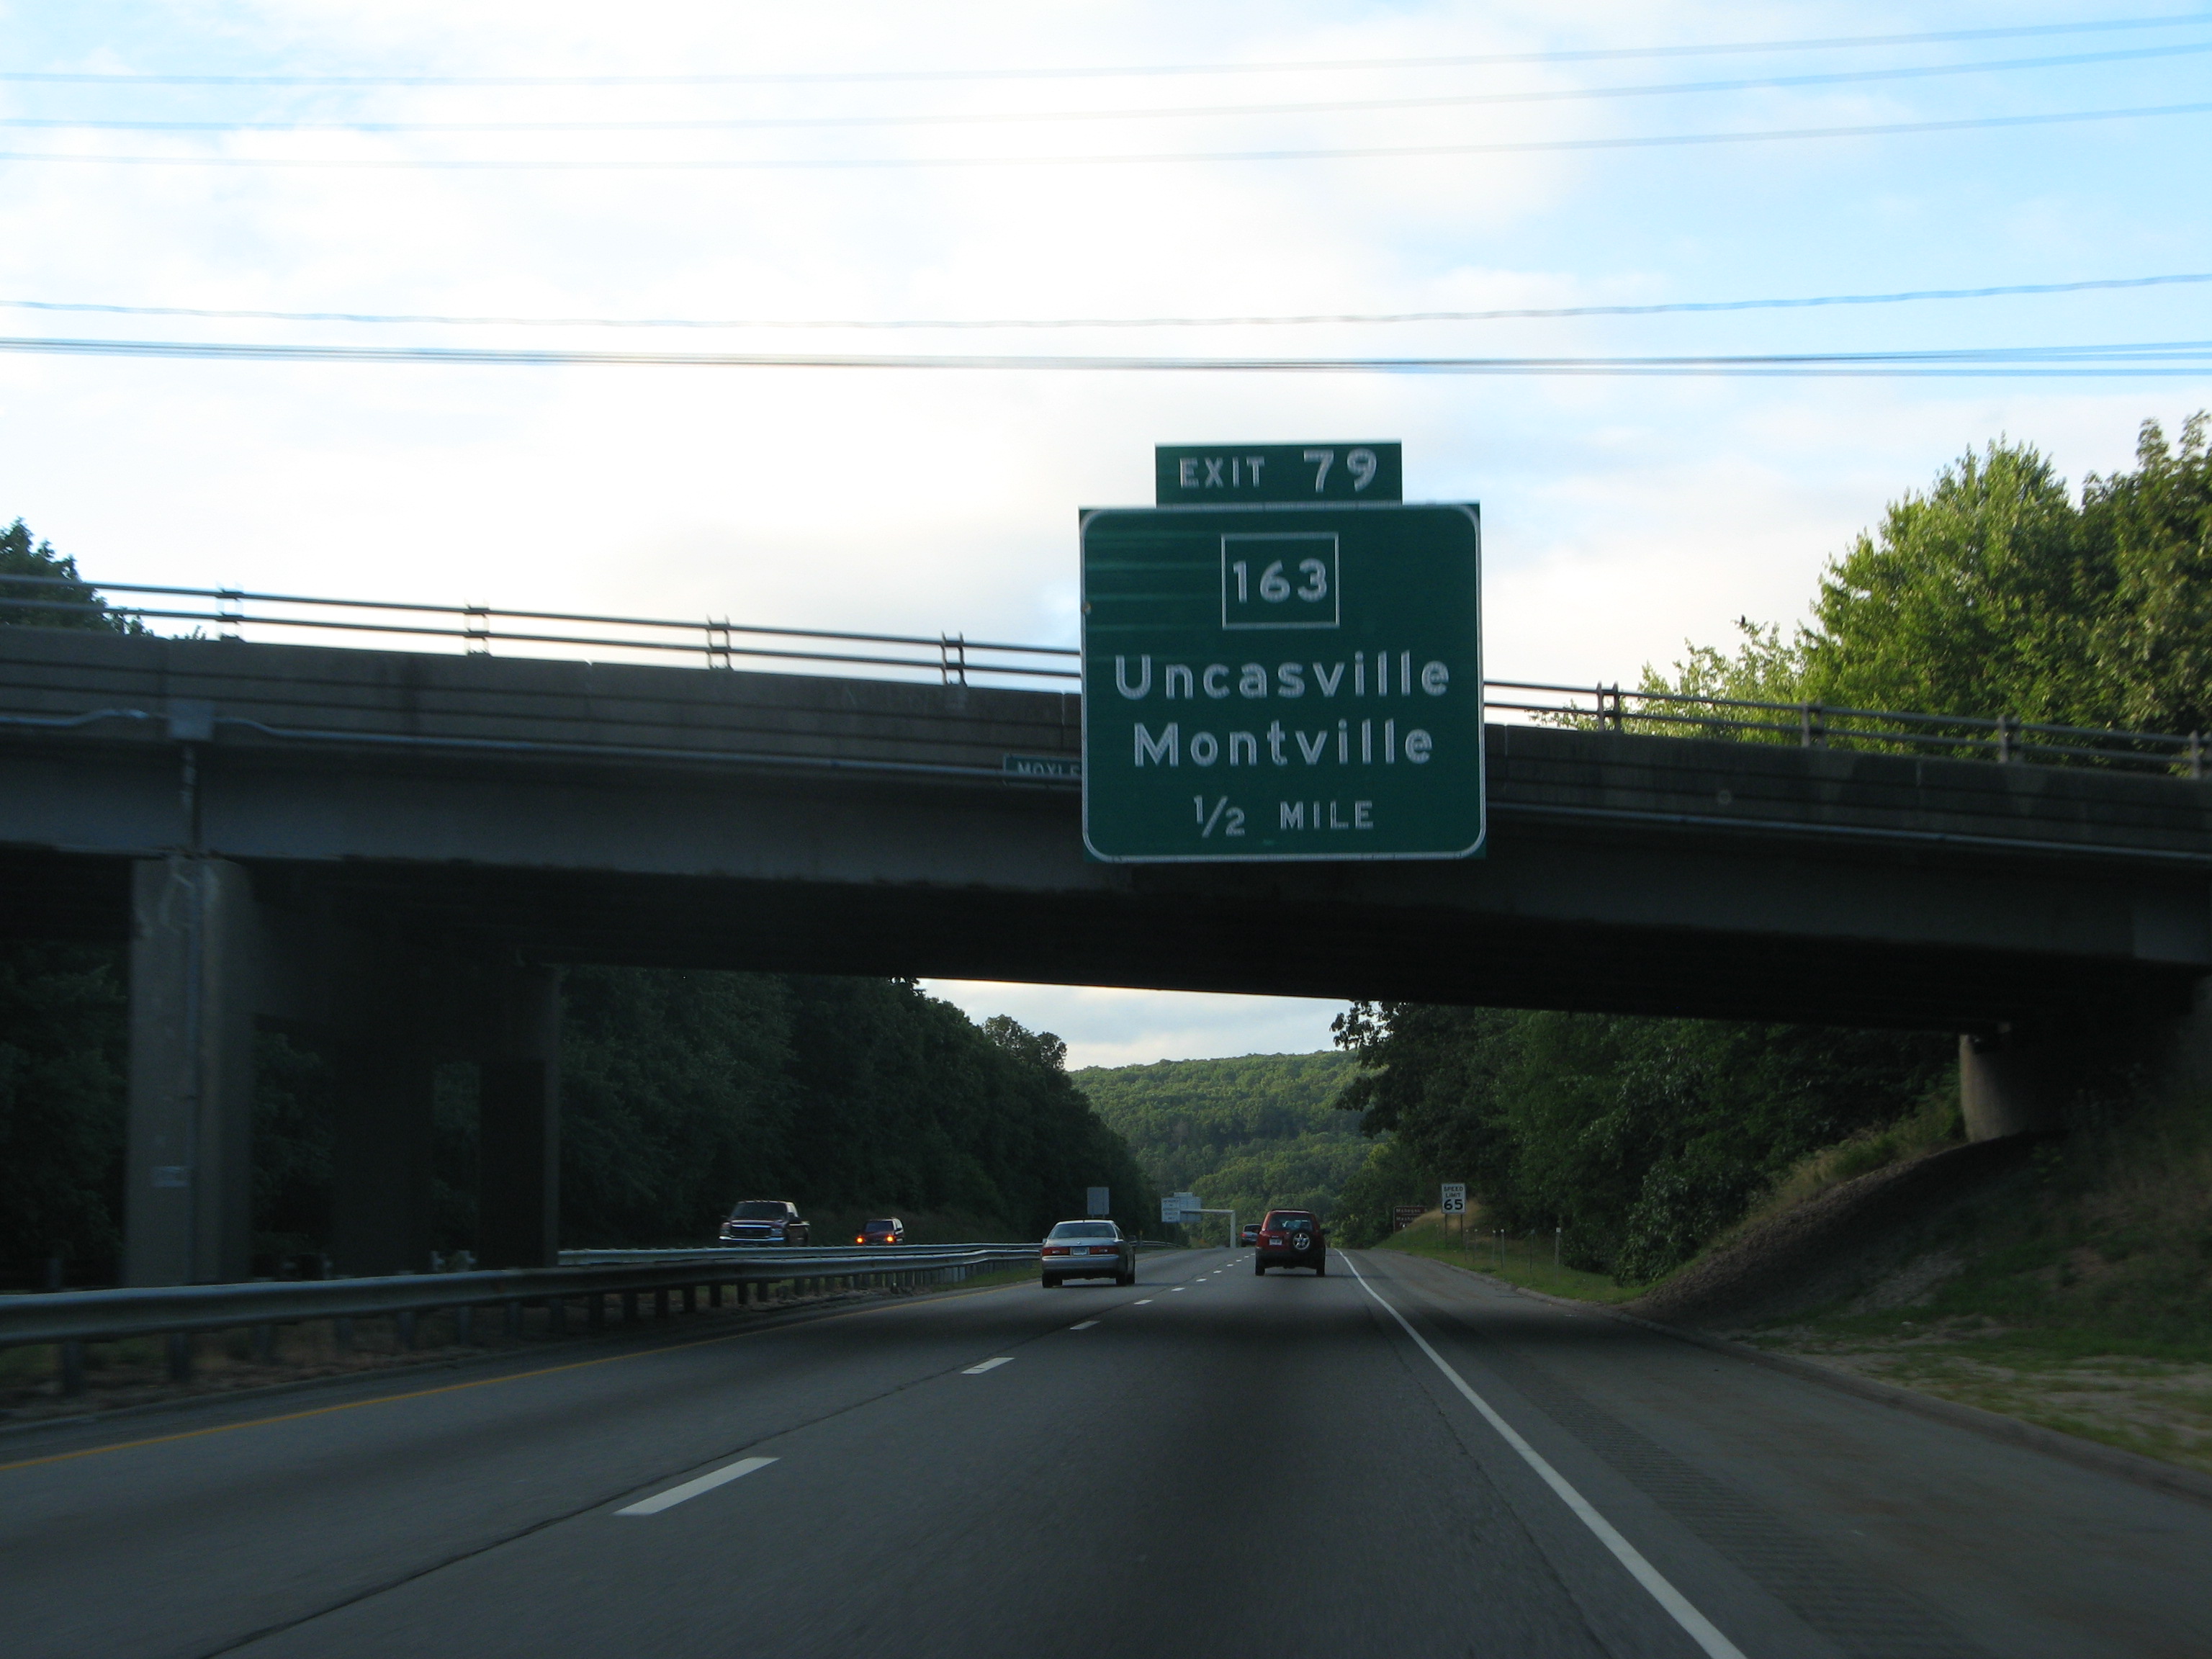 EXIT 79
163
Uncasville
Montville
1/2 MILE
SPEED
LIMIT
65